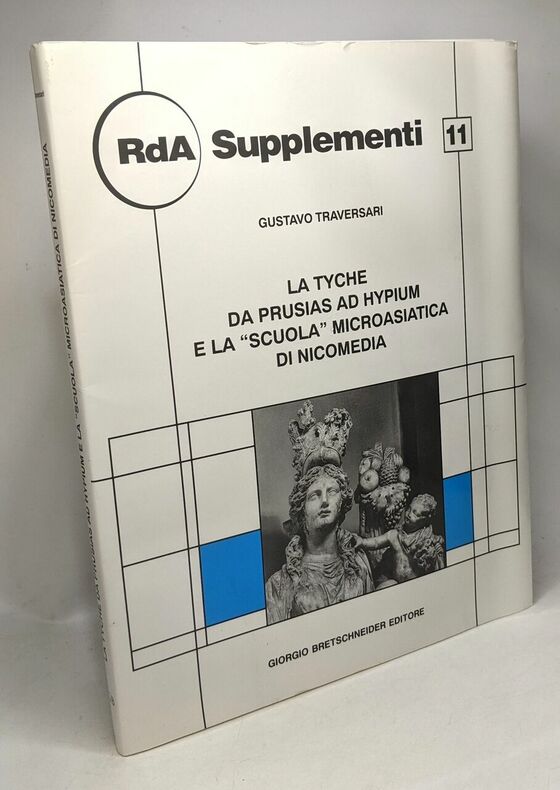 RdA Supplementi 11
GUSTAVO TRAVERSARI
LA TYCHE
DA PRUSIAS AD HYPIUM
E LA “SCUOLA” MICROASIATICA
DI NICOMEDIA
GIORGIO BRETSCHNEIDER EDITORE
LA TYCHE DA PRUSIAS AD HYPIUM E LA “SCUOLA” MICROASIATICA DI NICOMEDIA